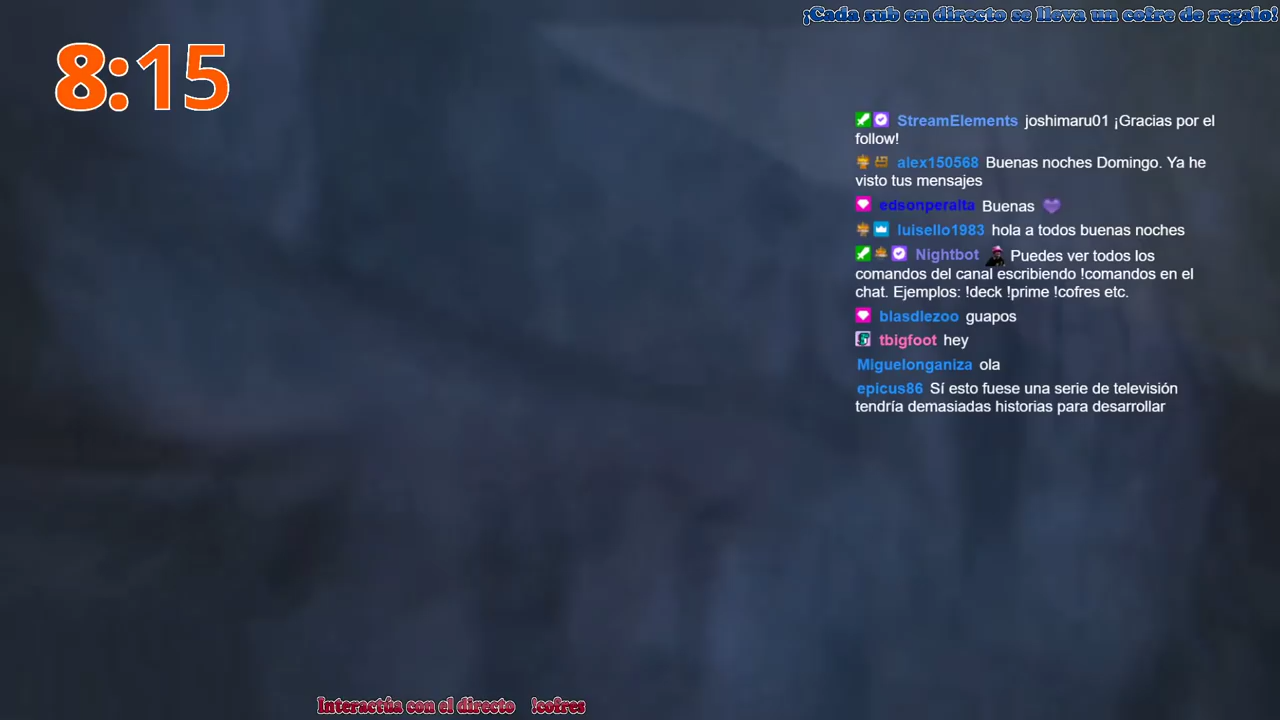 ¡Cada sub en directo se lleva un cofre de regalo!
8:15
StreamElements joshimaru01 ¡Gracias por el
follow!
alex150568 Buenas noches Domingo. Ya he
visto tus mensajes
edsonperalta Buenas
luisello1983 hola a todos buenas noches
Nightbot Puedes ver todos los
comandos del canal escribiendo !comandos en el
chat. Ejemplos: !deck !prime !cofres etc.
blasdlezoo guapos
tbigfoot hey
Miguelonganiza ola
epicus86 Sí esto fuese una serie de televisión
tendría demasiadas historias para desarrollar
Interactúa con el directo !cofres